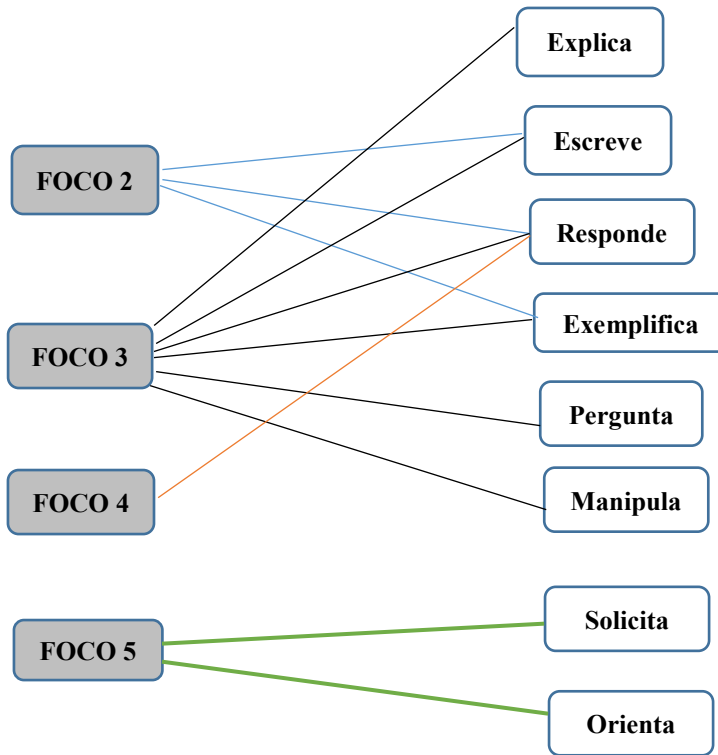 Explica
Escreve
FOCO 2
Responde
Exemplifica
FOCO 3
Pergunta
Manipula
FOCO 4
Solicita
FOCO 5
Orienta